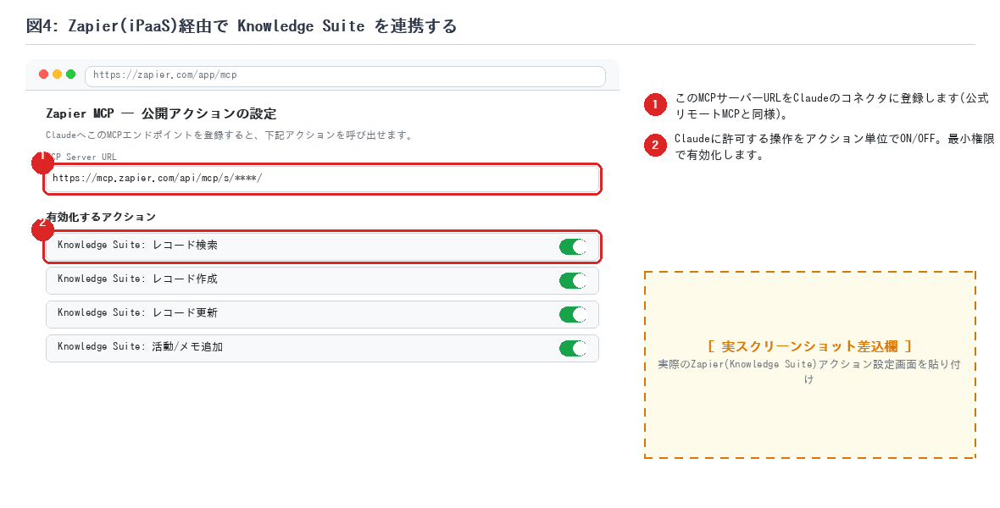 図4: Zapier(iPaaS)経由で Knowledge Suite を連携する
https://zapier.com/app/mcp
Zapier MCP — 公開アクションの設定
ClaudeへこのMCPエンドポイントを登録すると、下記アクションを呼び出せます。
1
CP Server URL
https://mcp.zapier.com/api/mcp/s/****/
2
有効化するアクション
Knowledge Suite: レコード検索
Knowledge Suite: レコード作成
Knowledge Suite: レコード更新
Knowledge Suite: 活動/メモ追加
1
このMCPサーバーURLをClaudeのコネクタに登録します(公式
リモートMCPと同様)。
2
Claudeに許可する操作をアクション単位でON/OFF。最小権限
で有効化します。
[ 実スクリーンショット差込欄 ]
実際のZapier(Knowledge Suite)アクション設定画面を貼り付
け